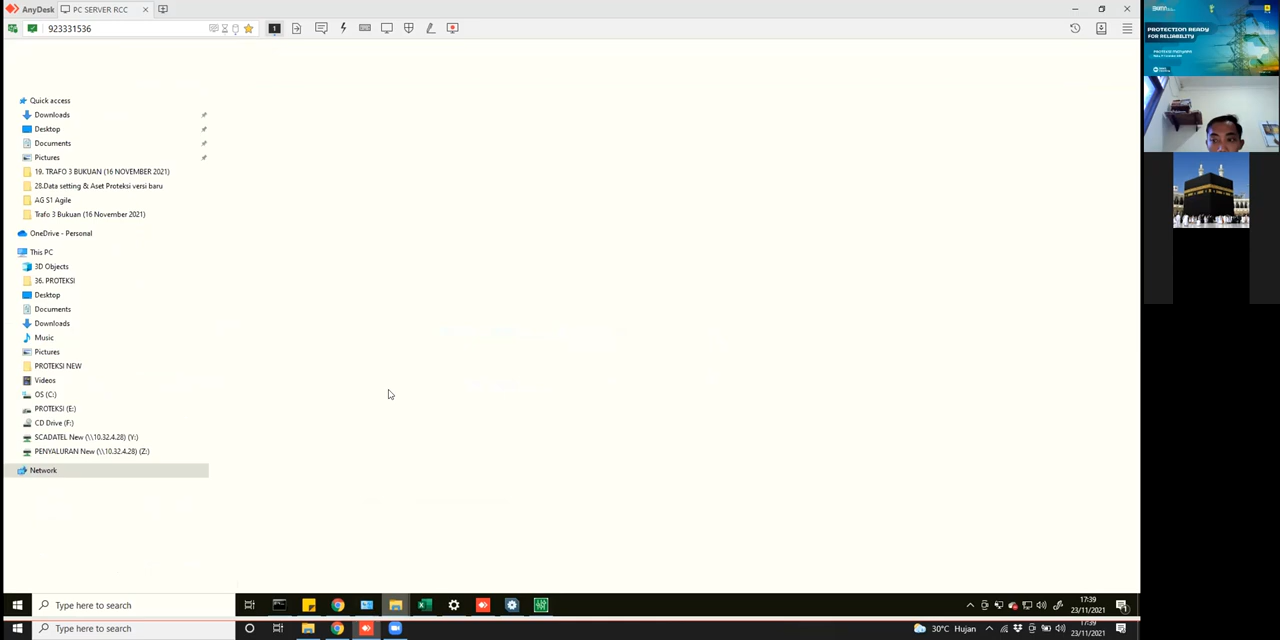 AnyDesk
PC SERVER RCC
923331536
1
Quick access
Downloads
Desktop
Documents
Pictures
19. TRAFO 3 BUKUAN (16 NOVEMBER 2021)
28.Data setting & Aset Proteksi versi baru
AG S1 Agile
Trafo 3 Bukuan (16 November 2021)
OneDrive - Personal
This PC
3D Objects
36. PROTEKSI
Desktop
Documents
Downloads
Music
Pictures
PROTEKSI NEW
Videos
OS (C:)
PROTEKSI (E:)
CD Drive (F:)
SCADATEL New (\\10.32.4.28) (Y:)
PENYALURAN New (\\10.32.4.28) (Z:)
Network
PROTECTION READY
FOR RELIABILITY
Type here to search
17:39
23/11/2021
Type here to search
30°C Hujan
17:39
23/11/2021